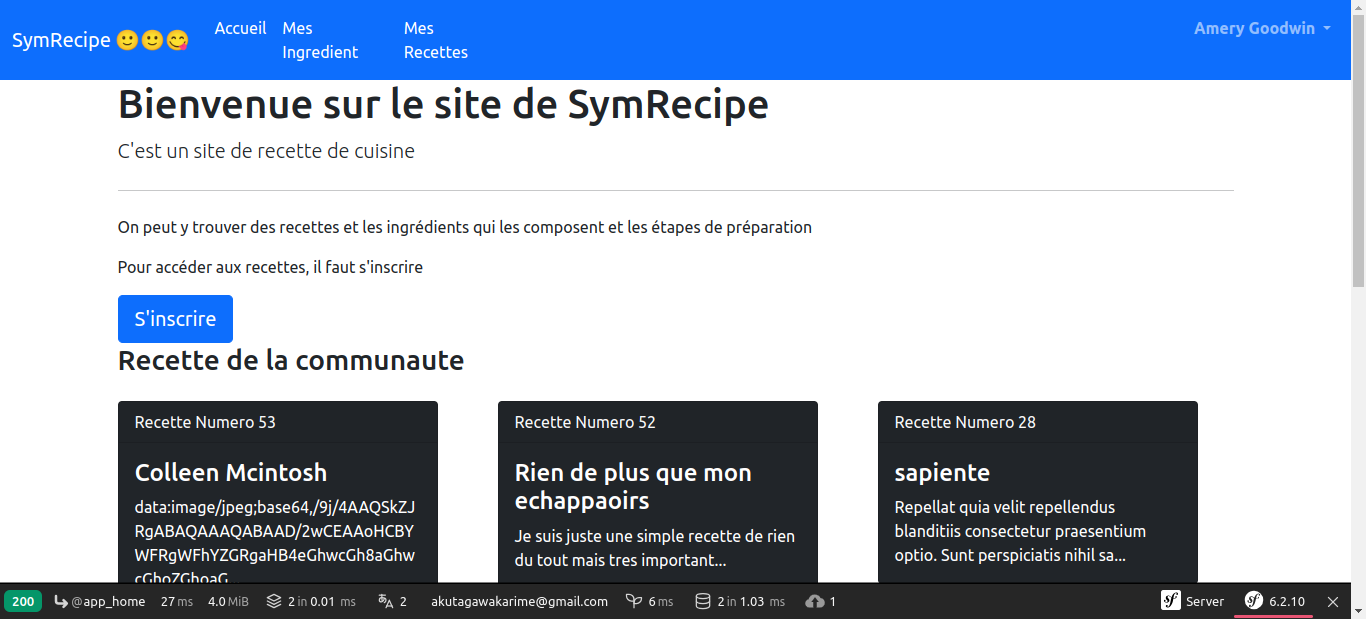 SymRecipe 🙂🙂😋
Accueil
Mes Ingredient
Mes Recettes
Amery Goodwin
Bienvenue sur le site de SymRecipe
C'est un site de recette de cuisine
On peut y trouver des recettes et les ingrédients qui les composent et les étapes de préparation
Pour accéder aux recettes, il faut s'inscrire
S'inscrire
Recette de la communaute
Recette Numero 53
Colleen Mcintosh
data:image/jpeg;base64,/9j/4AAQSkZJ
RgABAQAAAQABAAD/2wCEAAoHCBY
WFRgWFhYZGRgaHB4eGhwcGh8aGhw
cGhoZGhoaG
Recette Numero 52
Rien de plus que mon
echappaoirs
Je suis juste une simple recette de rien
du tout mais tres important...
Recette Numero 28
sapiente
Repellat quia velit repellendus
blanditiis consectetur praesentium
optio. Sunt perspiciatis nihil sa...
200 @app_home 27 ms 4.0 MiB 2 in 0.01 ms 2 akutagawakarime@gmail.com 6 ms 2 in 1.03 ms 1 Server 6.2.10